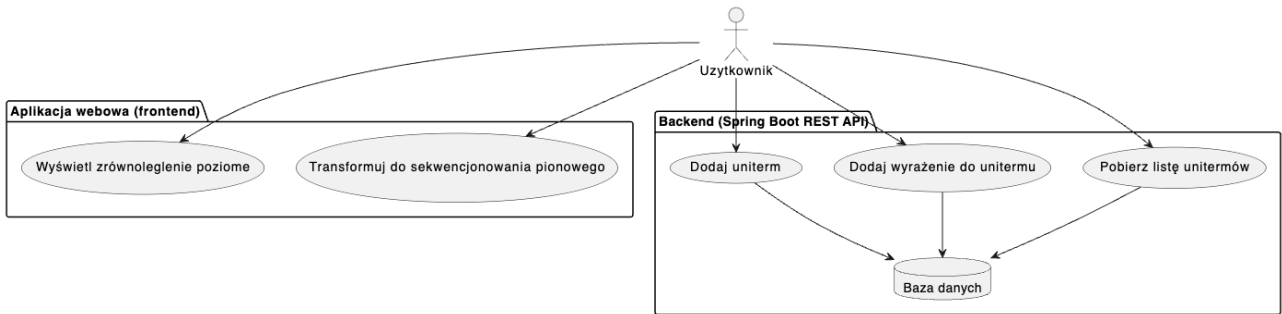 Uzytkownik
Aplikacja webowa (frontend)
Wyświetl zrównoleglenie poziome
Transformuj do sekwencjonowania pionowego
Backend (Spring Boot REST API)
Dodaj uniterm
Dodaj wyrażenie do unitermu
Pobierz listę unitermów
Baza danych